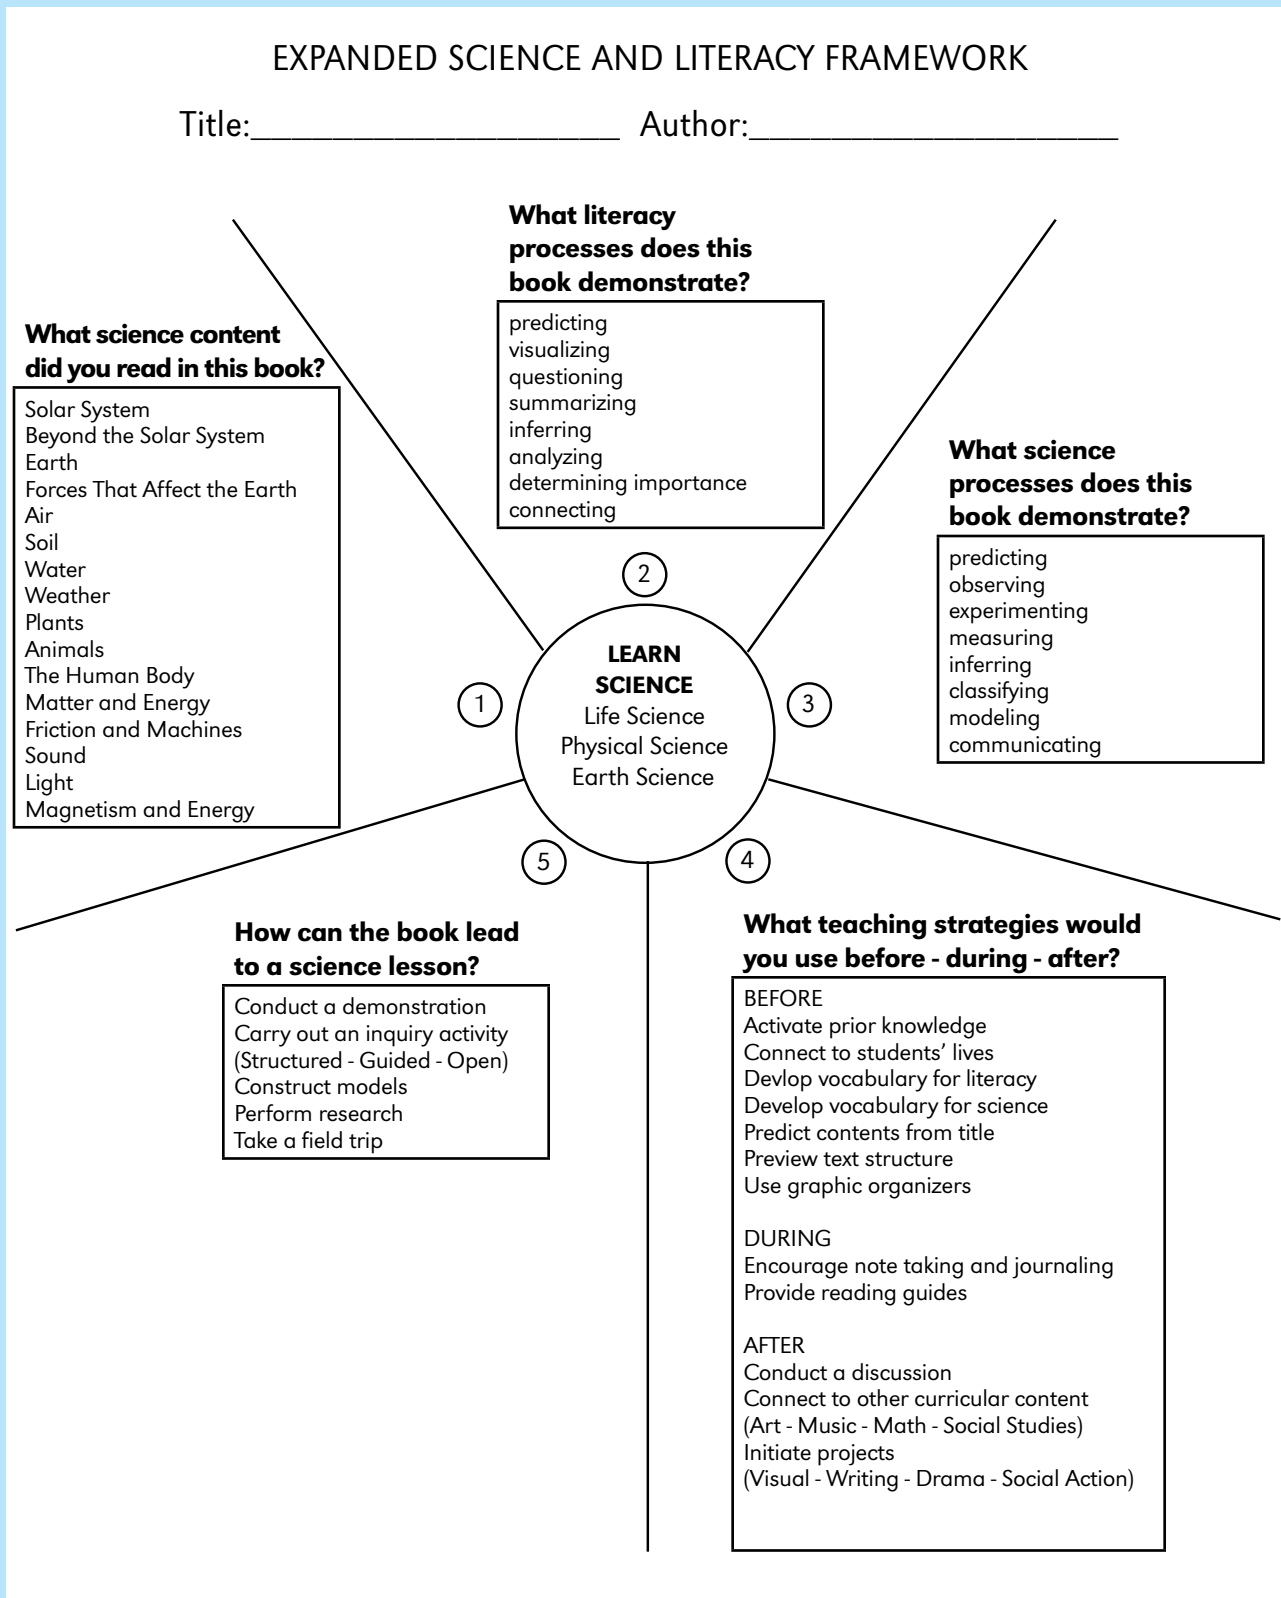 EXPANDED SCIENCE AND LITERACY FRAMEWORK
Title:__________________ Author:__________________
What science content
did you read in this book?
Solar System
Beyond the Solar System
Earth
Forces That Affect the Earth
Air
Soil
Water
Weather
Plants
Animals
The Human Body
Matter and Energy
Friction and Machines
Sound
Light
Magnetism and Energy
1
What literacy
processes does this
book demonstrate?
predicting
visualizing
questioning
summarizing
inferring
analyzing
determining importance
connecting
2
What science
processes does this
book demonstrate?
predicting
observing
experimenting
measuring
inferring
classifying
modeling
communicating
3
LEARN
SCIENCE
Life Science
Physical Science
Earth Science
4
What teaching strategies would
you use before - during - after?
BEFORE
Activate prior knowledge
Connect to students’ lives
Devlop vocabulary for literacy
Develop vocabulary for science
Predict contents from title
Preview text structure
Use graphic organizers
DURING
Encourage note taking and journaling
Provide reading guides
AFTER
Conduct a discussion
Connect to other curricular content
(Art - Music - Math - Social Studies)
Initiate projects
(Visual - Writing - Drama - Social Action)
5
How can the book lead
to a science lesson?
Conduct a demonstration
Carry out an inquiry activity
(Structured - Guided - Open)
Construct models
Perform research
Take a field trip